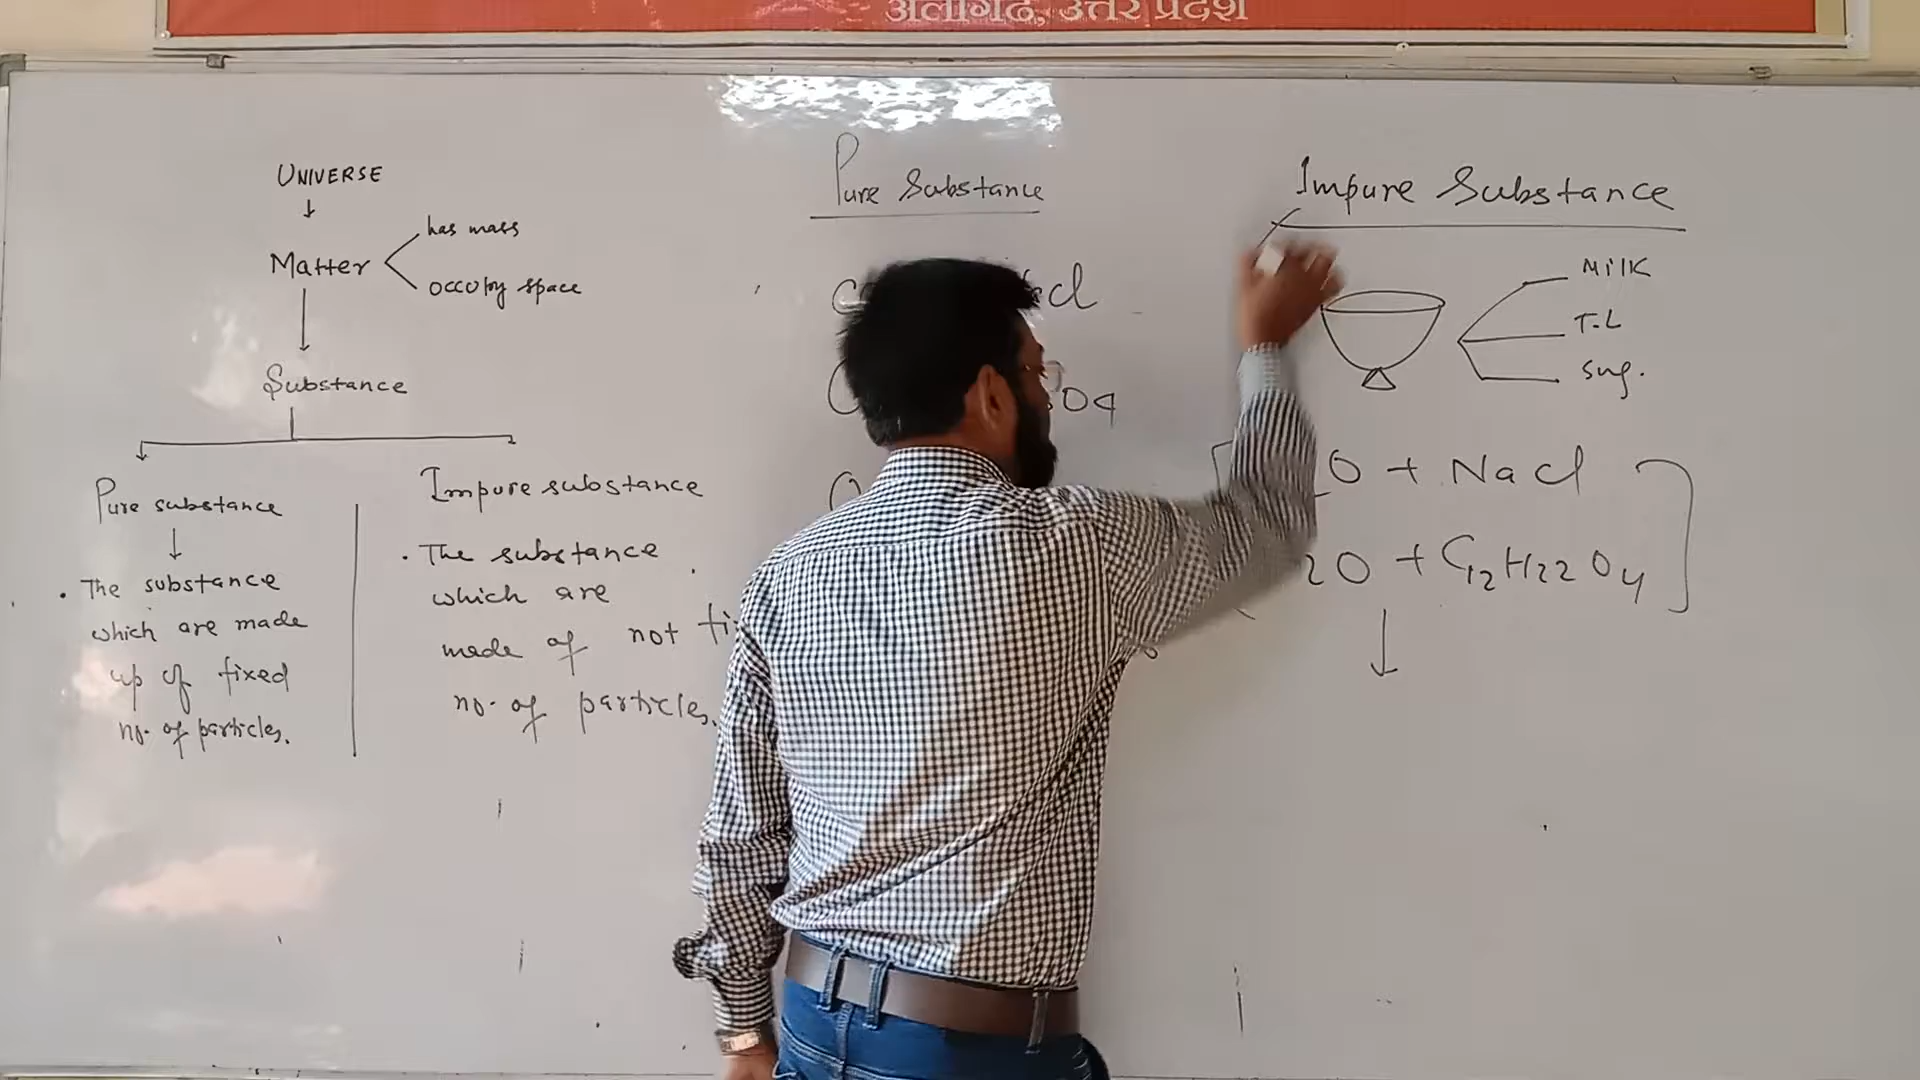 अलीगढ़, उत्तर प्रदेश
UNIVERSE
↓
Matter
has mass
occupy space
↓
Substance
Pure substance
↓
. The substance
which are made
up of fixed
no. of particles.
Impure substance
. The substance
which are
made of not
no. of particles.
Pure Substance
Impure Substance
Milk
T.L
Sug.
O + NaCl
2O + C12H22O4
↓